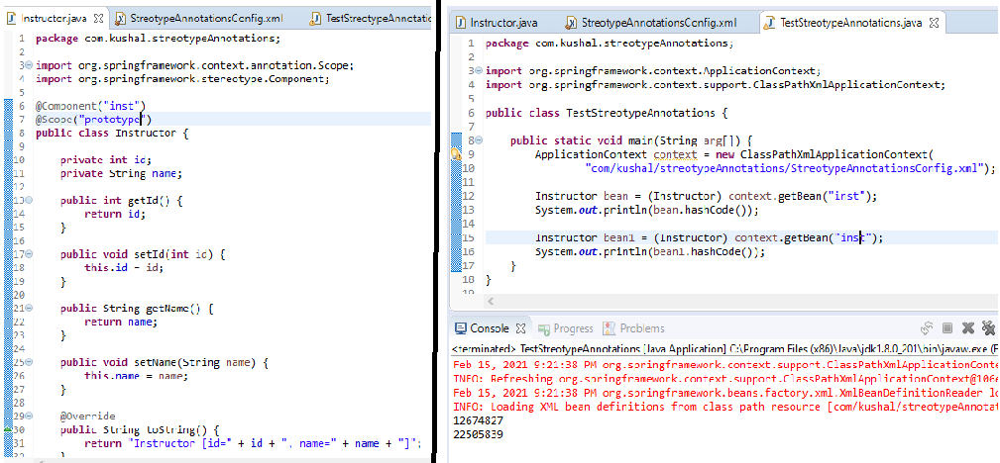 Instructor.java
StreotypeAnnotationsConfig.xml
TestStreotypeAnnotatio
1 package com.kushal.streotypeAnnotations;
2
3 import org.springframework.context.annotation.Scope;
4 import org.springframework.stereotype.Component;
5
6 @Component("inst")
7 @Scope("prototype")
8 public class Instructor {
9
10 private int id;
11 private String name;
12
13 public int getId() {
14 return id;
15 }
16
17 public void setId(int id) {
18 this.id = id;
19 }
20
21 public String getName() {
22 return name;
23 }
24
25 public void setName(String name) {
26 this.name = name;
27 }
28
29 @Override
30 public String toString() {
31 return "Instructor [id=" + id + ", name=" + name + "]";
32 }
Instructor.java
StreotypeAnnotationsConfig.xml
TestStreotypeAnnotations.java
1 package com.kushal.streotypeAnnotations;
2
3 import org.springframework.context.ApplicationContext;
4 import org.springframework.context.support.ClassPathXmlApplicationContext;
5
6 public class TestStreotypeAnnotations {
7
8 public static void main(String arg[]) {
9 ApplicationContext context = new ClassPathXmlApplicationContext(
10 "com/kushal/streotypeAnnotations/StreotypeAnnotationsConfig.xml");
11
12 Instructor bean = (Instructor) context.getBean("inst");
13 System.out.println(bean.hashCode());
14
15 Instructor bean1 = (Instructor) context.getBean("inst");
16 System.out.println(bean1.hashCode());
17 }
18 }
19
Console
Progress
Problems
<terminated> TestStreotypeAnnotations [Java Application] C:\Program Files (x86)\Java\jdk1.8.0_201\bin\javaw.exe (F
Feb 15, 2021 9:21:38 PM org.springframework.context.support.ClassPathXmlApplicationConte
INFO: Refreshing org.springframework.context.support.ClassPathXmlApplicationContext@106e
Feb 15, 2021 9:21:38 PM org.springframework.beans.factory.xml.XmlBeanDefinitionReader lo
INFO: Loading XML bean definitions from class path resource [com/kushal/streotypeAnnotat
12674827
22505839